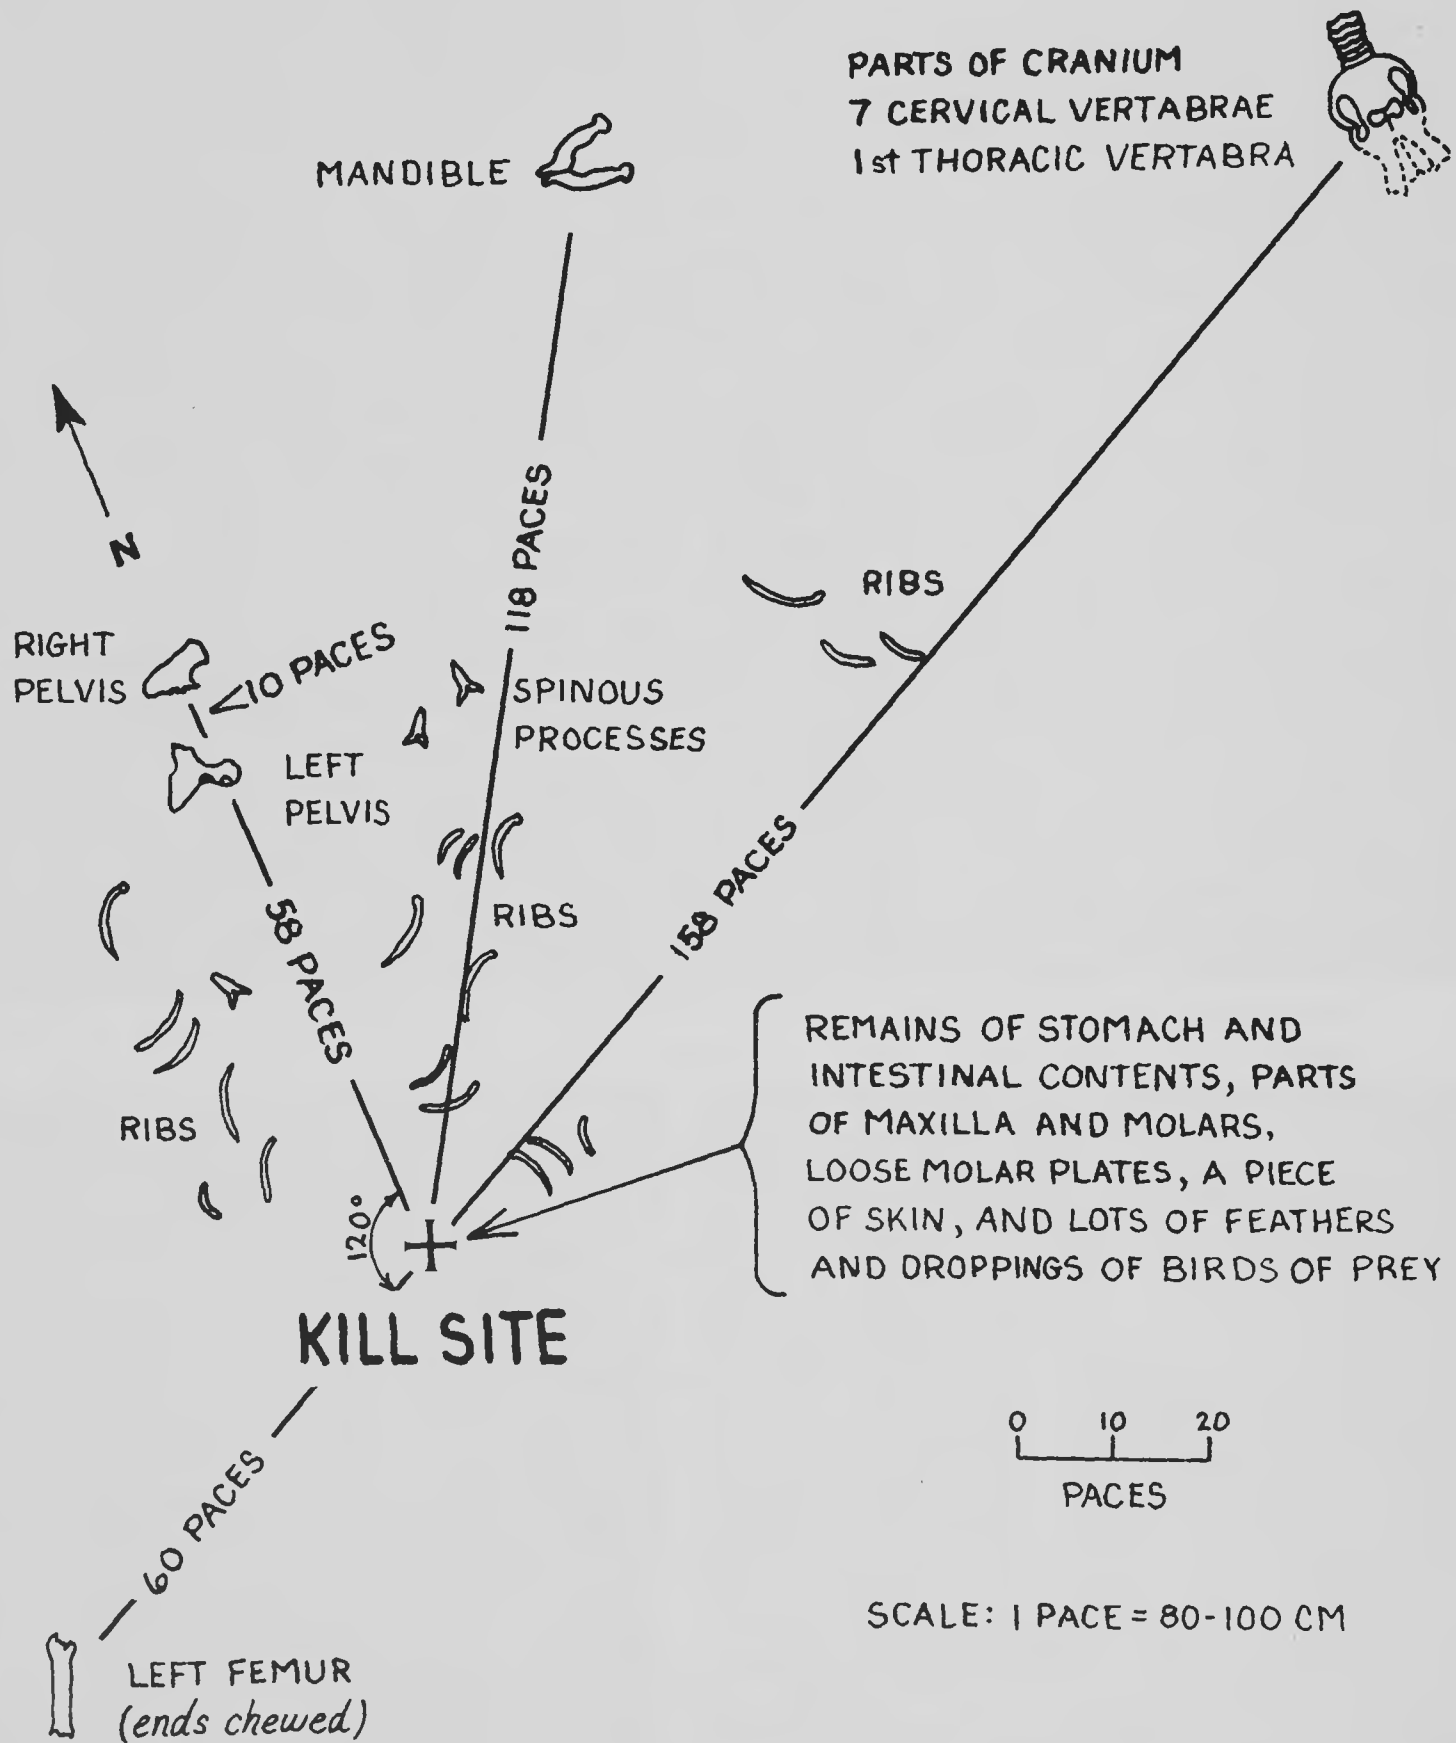 PARTS OF CRANIUM
7 CERVICAL VERTABRAE
1st THORACIC VERTABRA
MANDIBLE
118 PACES
N
RIBS
RIGHT
PELVIS
10 PACES
SPINOUS
PROCESSES
LEFT
PELVIS
58 PACES
RIBS
158 PACES
RIBS
REMAINS OF STOMACH AND
INTESTINAL CONTENTS, PARTS
OF MAXILLA AND MOLARS,
LOOSE MOLAR PLATES, A PIECE
OF SKIN, AND LOTS OF FEATHERS
AND DROPPINGS OF BIRDS OF PREY
120°
KILL SITE
60 PACES
0 10 20
PACES
SCALE: 1 PACE = 80-100 CM
LEFT FEMUR
(ends chewed)